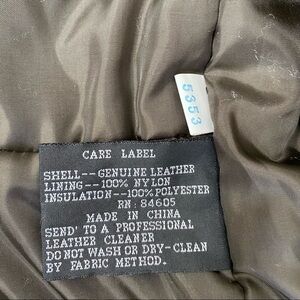 5353
CARE LABEL
SHELL--GENUINE LEATHER
LINING--100% NYLON
INSULATION--100%POLYESTER
RN: 84605
MADE IN CHINA
SEND' TO A PROFESSIONAL
LEATHER CLEANER
DO NOT WASH OR DRY-CLEAN
BY FABRIC METHOD.